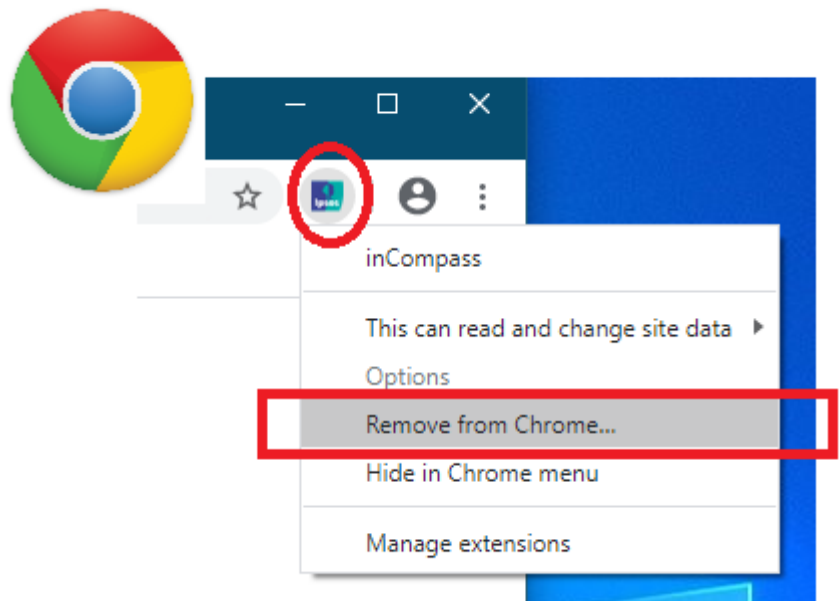 Ipsos
inCompass
This can read and change site data
Options
Remove from Chrome...
Hide in Chrome menu
Manage extensions